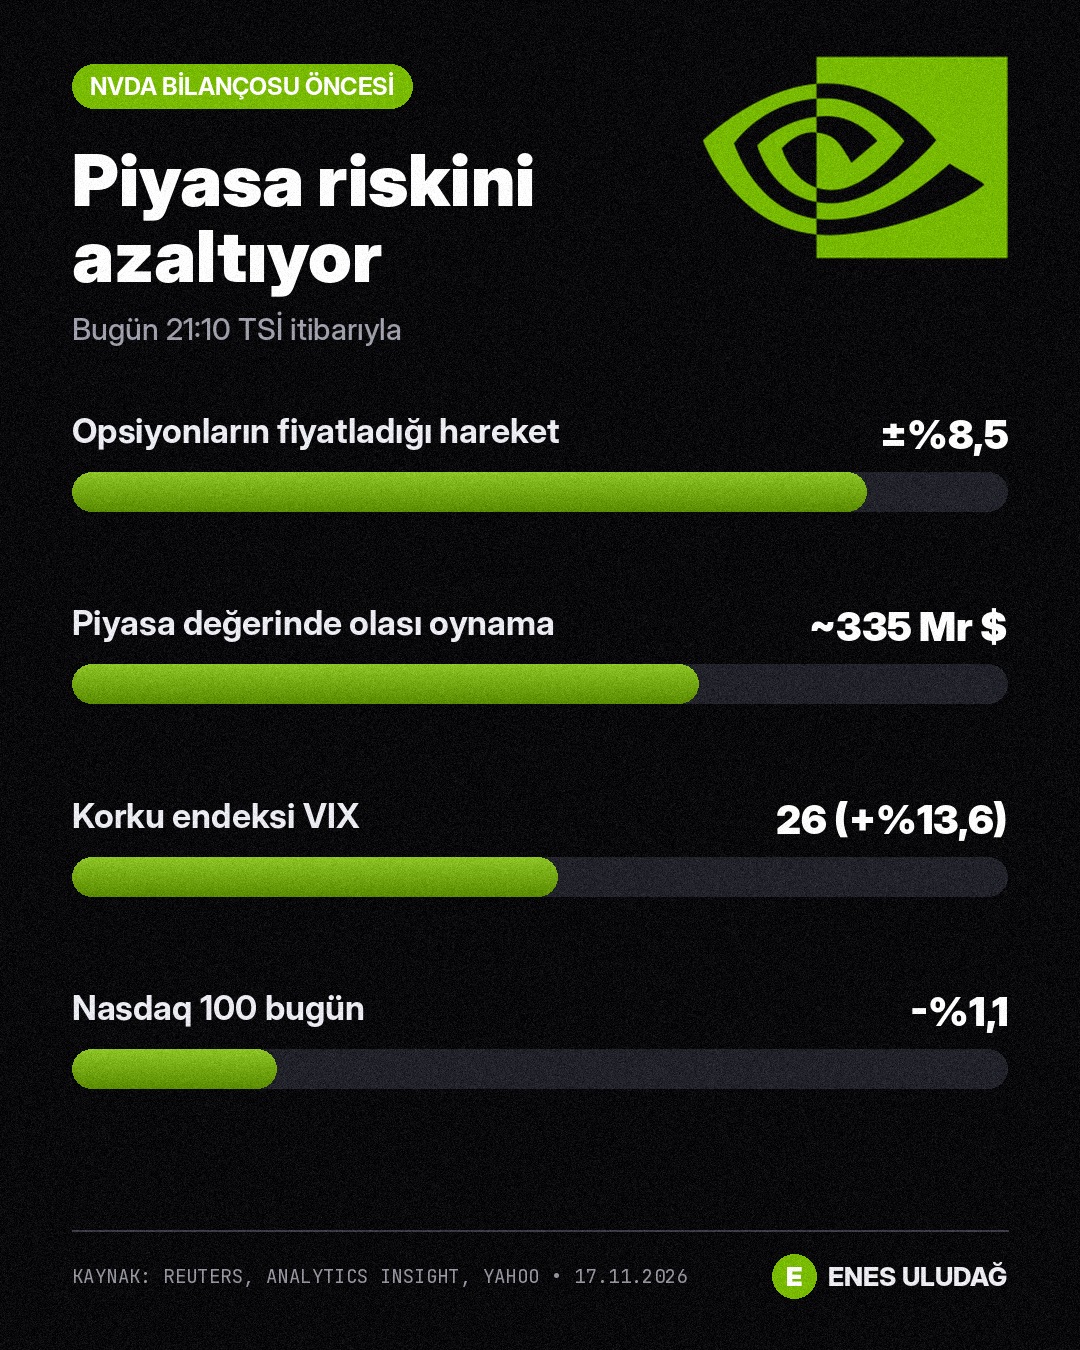 NVDA BİLANÇOSU ÖNCESİ
Piyasa riskini
azaltıyor
Bugün 21:10 TSİ itibarıyla
Opsiyonların fiyatladığı hareket
±%8,5
Piyasa değerinde olası oynama
~335 Mr $
Korku endeksi VIX
26 (+%13,6)
Nasdaq 100 bugün
-%1,1
KAYNAK: REUTERS, ANALYTICS INSIGHT, YAHOO • 17.11.2026
E ENES ULUDAĞ